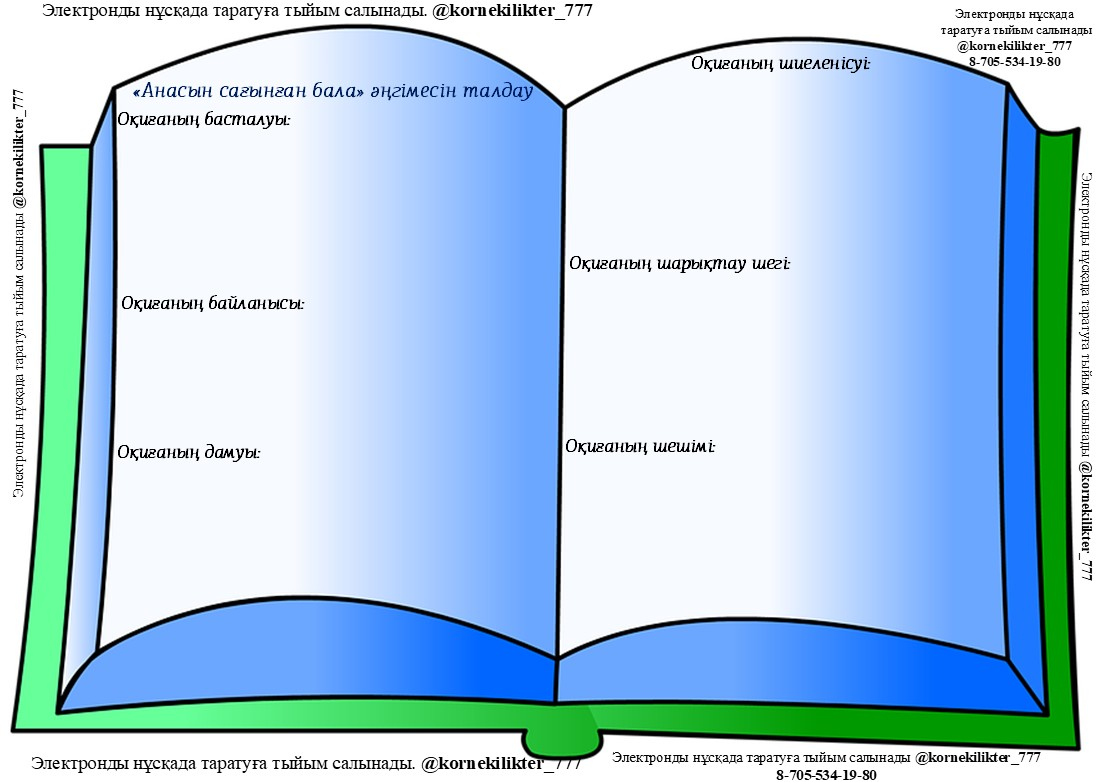 Электронды нұсқада таратуға тыйым салынады. @kornekilikter_777
Электронды нұсқада
таратуға тыйым салынады
@kornekilikter_777
8-705-534-19-80
«Анасын сағынған бала» әңгімесін талдау
Оқиғаның басталуы:
Оқиғаның байланысы:
Оқиғаның дамуы:
Оқиғаның шиеленісуі:
Оқиғаның шарықтау шегі:
Оқиғаның шешімі:
Электронды нұсқада таратуға тыйым салынады @kornekilikter_777
Электронды нұсқада таратуға тыйым салынады @kornekilikter_777
Электронды нұсқада таратуға тыйым салынады. @kornekilikter_777
Электронды нұсқада таратуға тыйым салынады @kornekilikter_777
8-705-534-19-80